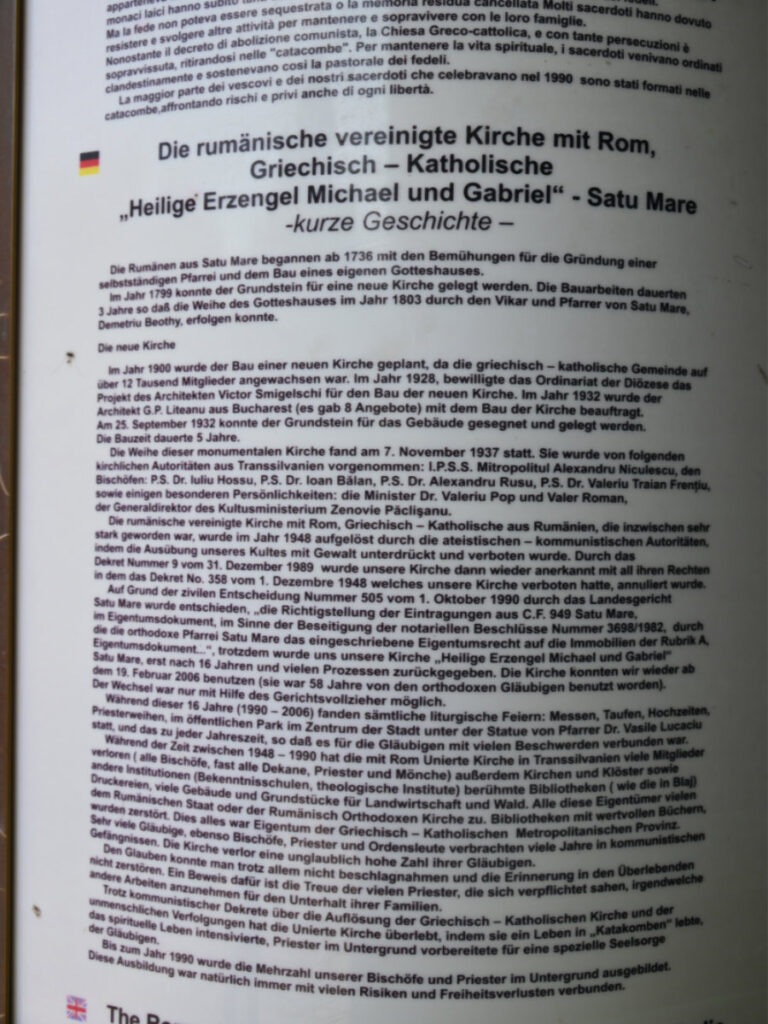 monaci laici hanno subito
Ma la fede non poteva essere sequestrata o la memoria residua cancellata Molti sacerdoti hanno dovuto
resistere e svolgere altre attività per mantenere e sopravivere con le loro famiglie.
Nonostante il decreto di abolizione comunista, la Chiesa Greco-cattolica, e con tante persecuzioni è
sopravvissuta, ritirandosi nelle "catacombe". Per mantenere la vita spirituale, i sacerdoti venivano ordinati
clandestinamente e sostenevano così la pastorale dei fedeli.
La maggior parte dei vescovi e dei nostri sacerdoti che celebravano nel 1990 sono stati formati nelle
catacombe,affrontando rischi e privi anche di ogni libertà.
Die rumänische vereinigte Kirche mit Rom,
Griechisch – Katholische
„Heilige Erzengel Michael und Gabriel“ - Satu Mare
-kurze Geschichte –
Die Rumänen aus Satu Mare begannen ab 1736 mit den Bemühungen für die Gründung einer
selbstständigen Pfarrei und dem Bau eines eigenen Gotteshauses.
Im Jahr 1799 konnte der Grundstein für eine neue Kirche gelegt werden. Die Bauarbeiten dauerten
3 Jahre so daß die Weihe des Gotteshauses im Jahr 1803 durch den Vikar und Pfarrer von Satu Mare,
Demetriu Beothy, erfolgen konnte.
Die neue Kirche
Im Jahr 1900 wurde der Bau einer neuen Kirche geplant, da die griechisch – katholische Gemeinde auf
über 12 Tausend Mitglieder angewachsen war. Im Jahr 1928, bewilligte das Ordinariat der Diözese das
Projekt des Architekten Victor Smigelschi für den Bau der neuen Kirche. Im Jahr 1932 wurde der
Architekt G.P. Liteanu aus Bucharest (es gab 8 Angebote) mit dem Bau der Kirche beauftragt.
Am 25. September 1932 konnte der Grundstein für das Gebäude gesegnet und gelegt werden.
Die Bauzeit dauerte 5 Jahre.
Die Weihe dieser monumentalen Kirche fand am 7. November 1937 statt. Sie wurde von folgenden
kirchlichen Autoritäten aus Transsilvanien vorgenommen: I.P.S.S. Mitropolitul Alexandru Niculescu, den
Bischöfen: P.S. Dr. Iuliu Hossu, P.S. Dr. Ioan Bălan, P.S. Dr. Alexandru Rusu, P.S. Dr. Valeriu Traian Frențiu,
sowie einigen besonderen Persönlichkeiten: die Minister Dr. Valeriu Pop und Valer Roman,
der Generaldirektor des Kultusministerium Zenovie Pâclișanu.
Die rumänische vereinigte Kirche mit Rom, Griechisch – Katholische aus Rumänien, die inzwischen sehr
stark geworden war, wurde im Jahr 1948 aufgelöst durch die ateistischen – kommunistischen Autoritäten,
indem die Ausübung unseres Kultes mit Gewalt unterdrückt und verboten wurde. Durch das
Dekret Nummer 9 vom 31. Dezember 1989 wurde unsere Kirche dann wieder anerkannt mit all ihren Rechten
in dem das Dekret No. 358 vom 1. Dezembre 1948 welches unsere Kirche verboten hatte, annuliert wurde.
Auf Grund der zivilen Entscheidung Nummer 505 vom 1. Oktober 1990 durch das Landesgericht
Satu Mare wurde entschieden, „die Richtigstellung der Eintragungen aus C.F. 949 Satu Mare,
im Eigentumsdokument, im Sinne der Beseitigung der notariellen Beschlüsse Nummer 3698/1982, durch
die die orthodoxe Pfarrei Satu Mare das eingeschriebene Eigentumsrecht auf die Immobilien der Rubrik A,
Eigentumsdokument...“, trotzdem wurde uns unsere Kirche „Heilige Erzengel Michael und Gabriel“
Satu Mare, erst nach 16 Jahren und vielen Prozessen zurückgegeben. Die Kirche konnten wir wieder ab
dem 19. Februar 2006 benutzen (sie war 58 Jahre von den orthodoxen Gläubigen benutzt worden).
Der Wechsel war nur mit Hilfe des Gerichtsvollzieher möglich.
Während dieser 16 Jahre (1990 – 2006) fanden sämtliche liturgische Feiern: Messen, Taufen, Hochzeiten,
Priesterweihen, im öffentlichen Park im Zentrum der Stadt unter der Statue von Pfarrer Dr. Vasile Lucaciu
statt, und das zu jeder Jahreszeit, so daß es für die Gläubigen mit vielen Beschwerden verbunden war.
Während der Zeit zwischen 1948 – 1990 hat die mit Rom Unierte Kirche in Transsilvanien viele Mitglieder
verloren ( alle Bischöfe, fast alle Dekane, Priester und Mönche) außerdem Kirchen und Klöster sowie
andere Institutionen (Bekenntnisschulen, theologische Institute) berühmte Bibliotheken ( wie die in Blaj)
Druckereien, viele Gebäude und Grundstücke für Landwirtschaft und Wald. Alle diese Eigentümer vielen
dem Rumänischen Staat oder der Rumänisch Orthodoxen Kirche zu. Bibliotheken mit wertvollen Büchern,
wurden zerstört. Dies alles war Eigentum der Griechisch – Katholischen Metropolitanischen Provinz.
Sehr viele Gläubige, ebenso Bischöfe, Priester und Ordensleute verbrachten viele Jahre in kommunistischen
Gefängnissen. Die Kirche verlor eine unglaublich hohe Zahl ihrer Gläubigen.
Den Glauben konnte man trotz allem nicht beschlagnahmen und die Erinnerung in den Überlebenden
nicht zerstören. Ein Beweis dafür ist die Treue der vielen Priester, die sich verpflichtet sahen, irgendwelche
andere Arbeiten anzunehmen für den Unterhalt ihrer Familien.
Trotz kommunistischer Dekrete über die Auflösung der Griechisch – Katholischen Kirche und der
unmenschlichen Verfolgungen hat die Unierte Kirche überlebt, indem sie ein Leben in „Katakomben“ lebte,
das spirituelle Leben intensivierte, Priester im Untergrund vorbereitete für eine spezielle Seelsorge
der Gläubigen.
Bis zum Jahr 1990 wurde die Mehrzahl unserer Bischöfe und Priester im Untergrund ausgebildet.
Diese Ausbildung war natürlich immer mit vielen Risiken und Freiheitsverlusten verbunden.
The